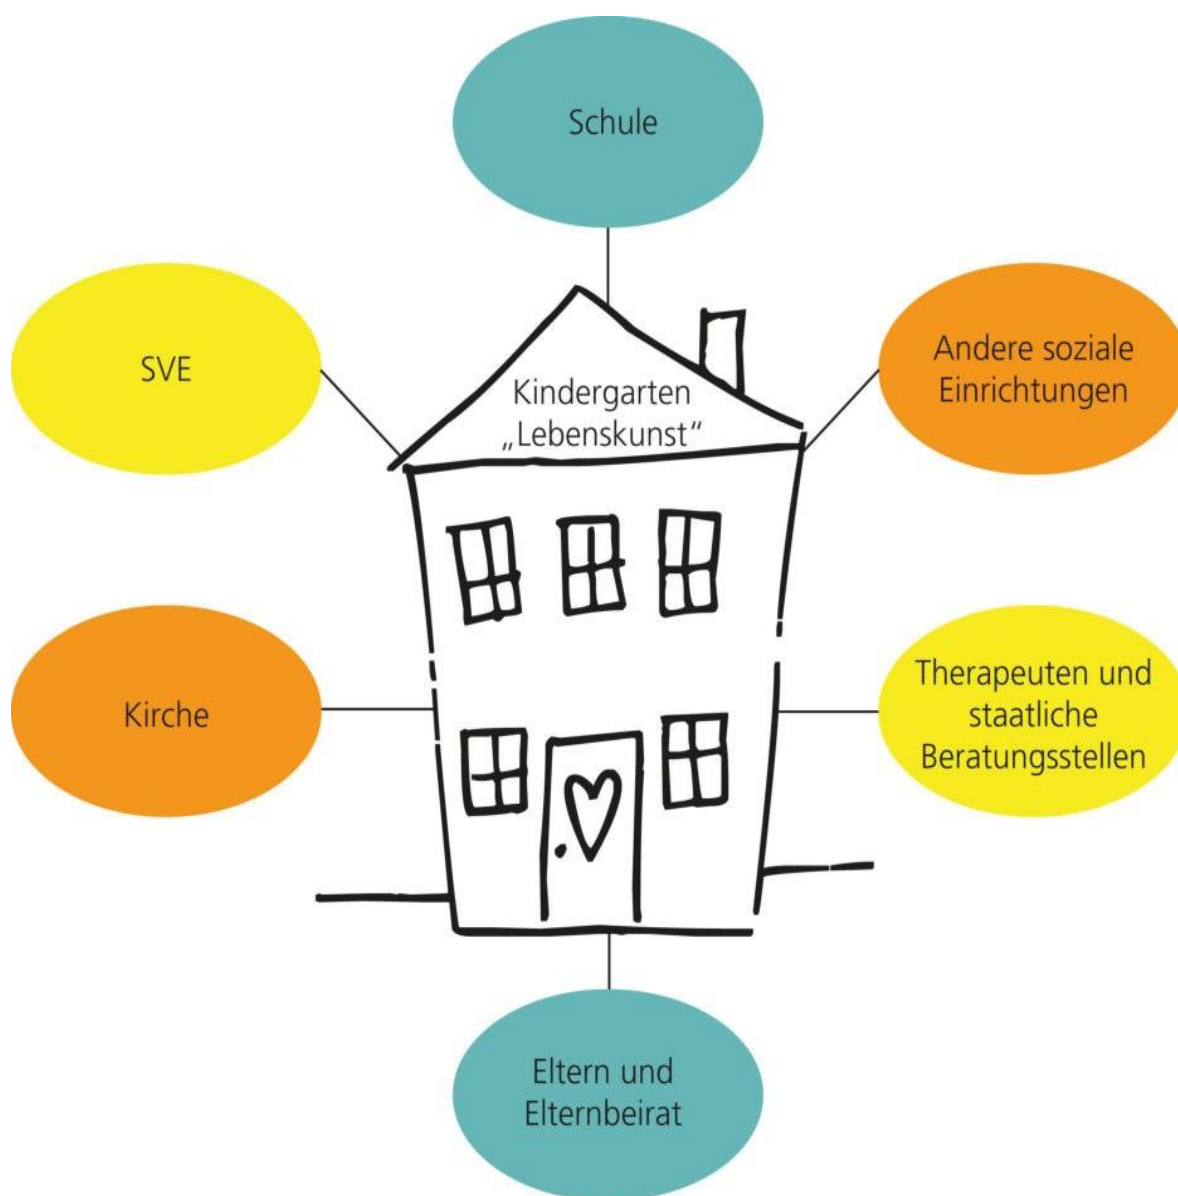 Schule
SVE
Andere soziale
Einrichtungen
Kindergarten
„Lebenskunst“
Kirche
Therapeuten und
staatliche
Beratungsstellen
Eltern und
Elternbeirat